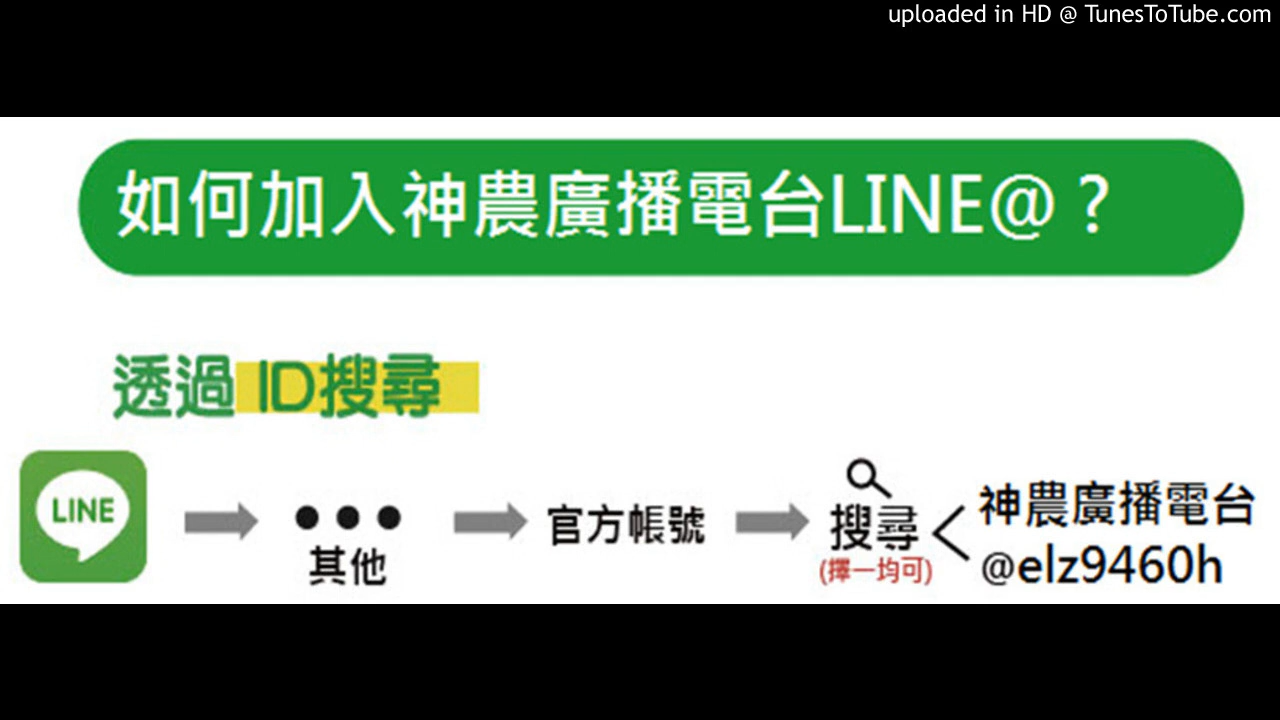 uploaded in HD @ TunesToTube.com
如何加入神農廣播電台LINE@？
透過 ID搜尋
LINE
其他
官方帳號
搜尋
(擇一均可)
神農廣播電台
@elz9460h